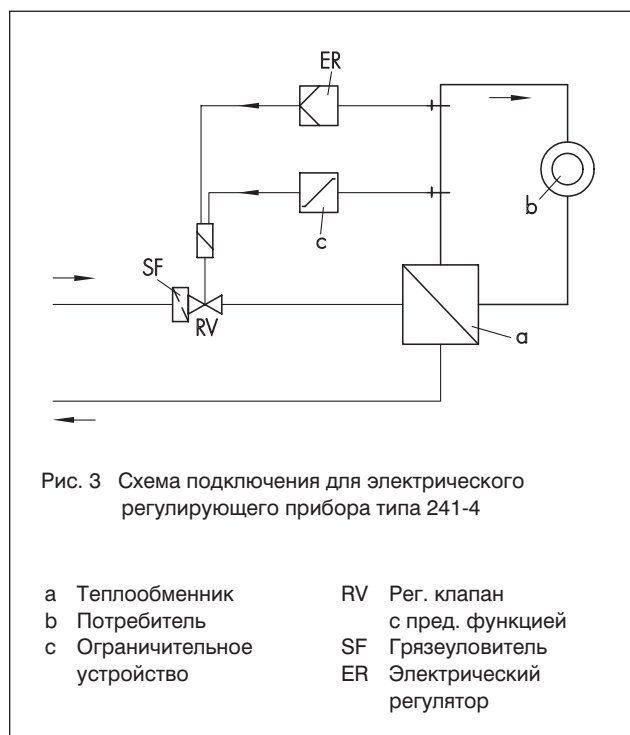 ER
c
b
SF
RV
a
Рис. 3 Схема подключения для электрического
регулирующего прибора типа 241-4
a Теплообменник
b Потребитель
c Ограничительное
устройство
RV Рег. клапан
с пред. функцией
SF Грязеуловитель
ER Электрический
регулятор